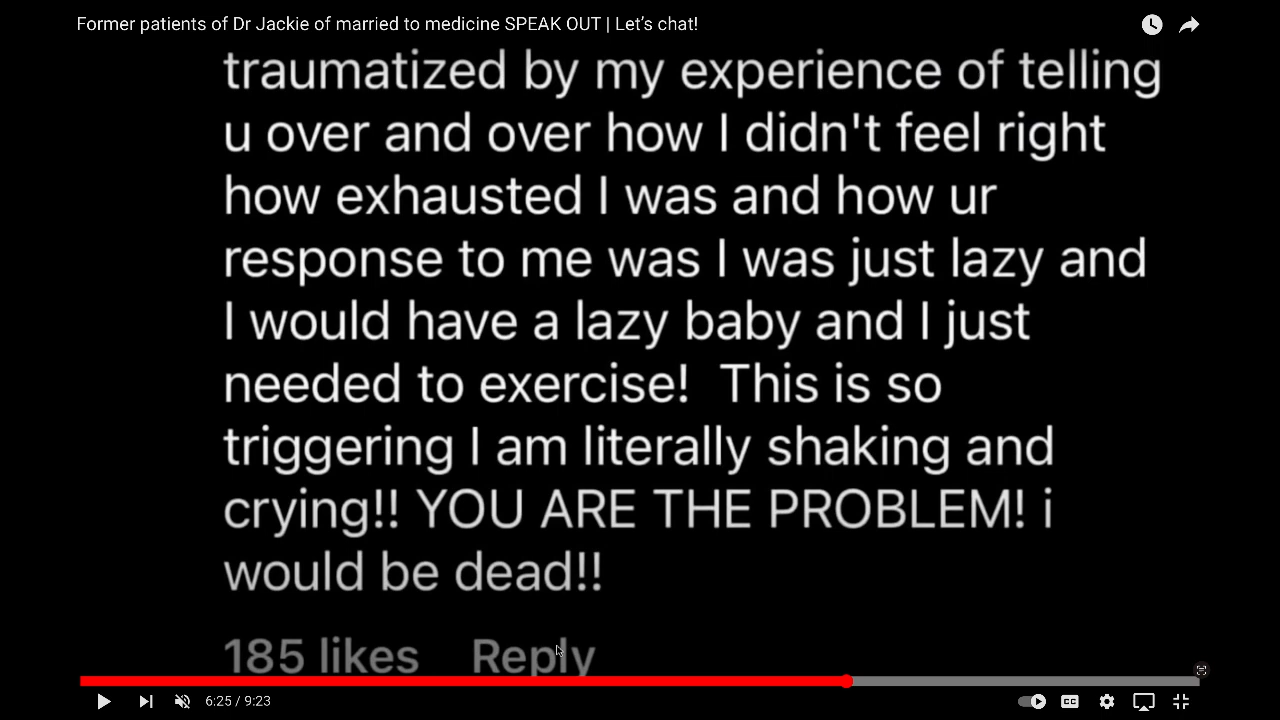 Former patients of Dr Jackie of married to medicine SPEAK OUT | Let’s chat!
traumatized by my experience of telling
u over and over how I didn't feel right
how exhausted I was and how ur
response to me was I was just lazy and
I would have a lazy baby and I just
needed to exercise!  This is so
triggering I am literally shaking and
crying!! YOU ARE THE PROBLEM! i
would be dead!!
185 likes Reply
6:25 / 9:23
CC